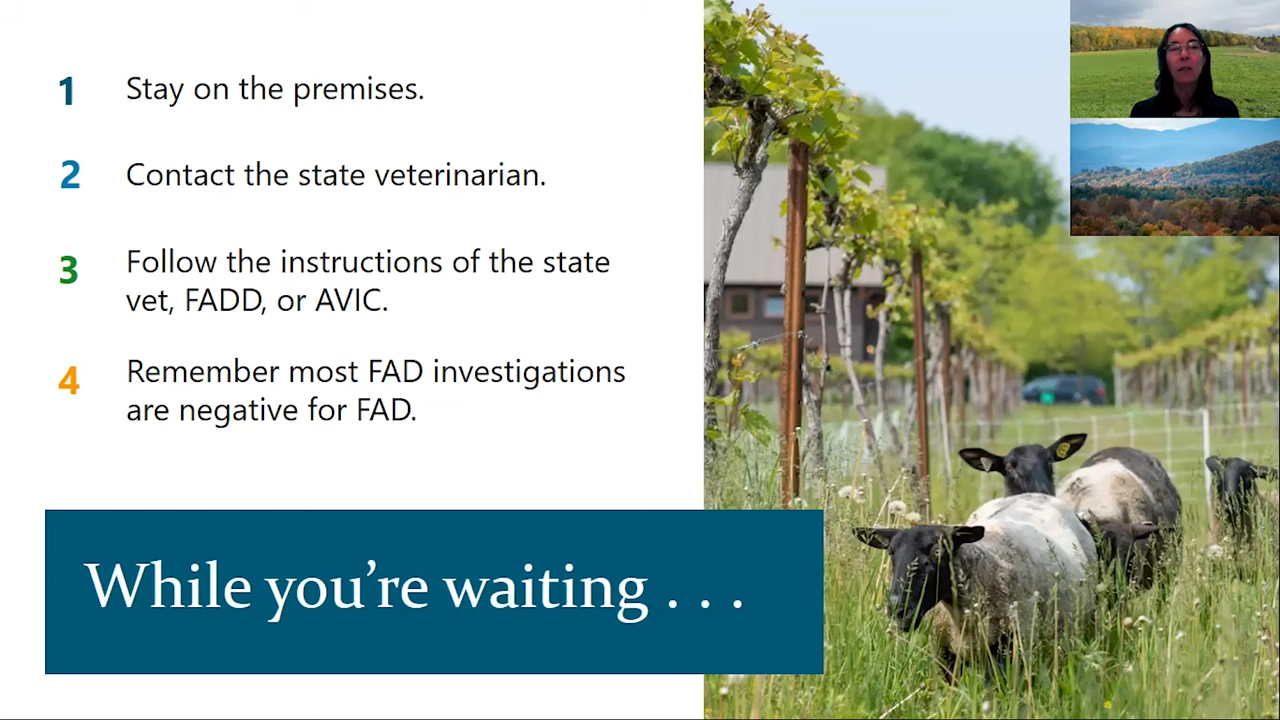 1 Stay on the premises.
2 Contact the state veterinarian.
3 Follow the instructions of the state
vet, FADD, or AVIC.
4 Remember most FAD investigations
are negative for FAD.
While you’re waiting . . .